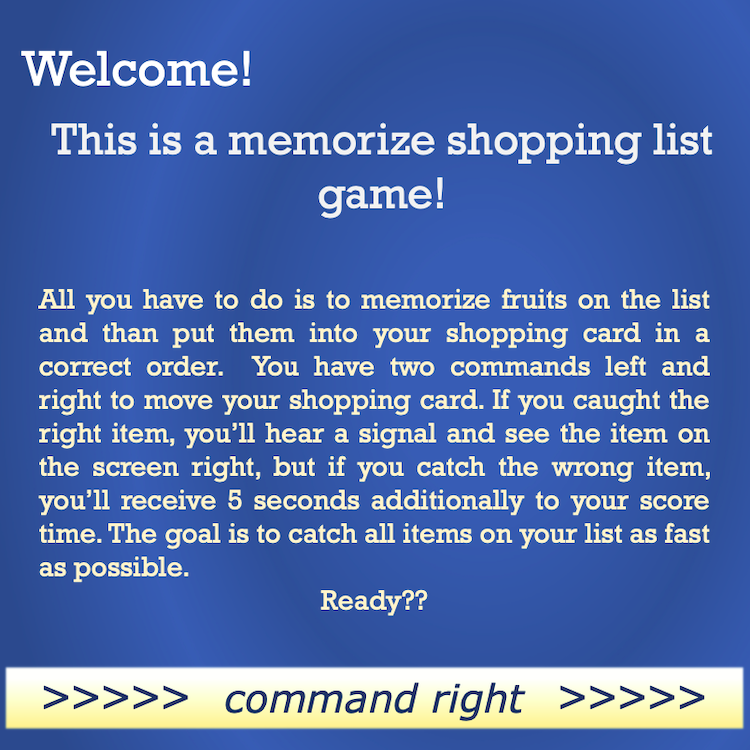 Welcome!
This is a memorize shopping list
game!
All you have to do is to memorize fruits on the list
and than put them into your shopping card in a
correct order. You have two commands left and
right to move your shopping card. If you caught the
right item, you’ll hear a signal and see the item on
the screen right, but if you catch the wrong item,
you’ll receive 5 seconds additionally to your score
time. The goal is to catch all items on your list as fast
as possible.
Ready??
>>>>> command right >>>>>